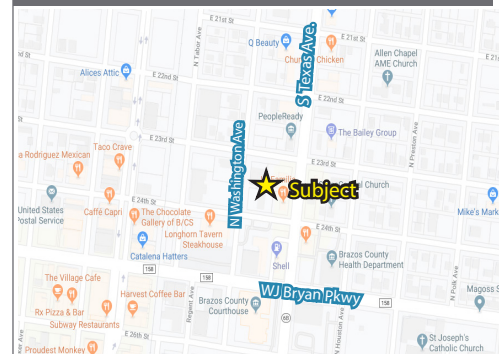 E 21st St
E 21st St
N Tabor Ave
Q Beauty
S Texas Ave.
Chicken
Allen Chapel
AME Church
Alices Attic
E 22nd St
E 22nd St
PeopleReady
The Bailey Group
N Washington Ave
E 23rd St
E 23rd St
N Preston Ave
Taco Crave
a Rodriguez Mexican
Subject
Church
United States
Postal Service
Caffé Capri
E 24th St
The Chocolate
Gallery of B/CS
Longhorn Tavern
Steakhouse
Mike's Mark
E 24th St
Catalena Hatters
Shell
Brazos County
Health Department
158
158
158
WJ Bryan Pkwy
The Village Cafe
Harvest Coffee Bar
Regent Ave
Brazos County
Courthouse
N Polk Ave
Magoss S
Rx Pizza & Bar
Subway Restaurants
6B
N Houston Ave
E 26th St
Proudest Monkey
St Joseph's
Catholic Church